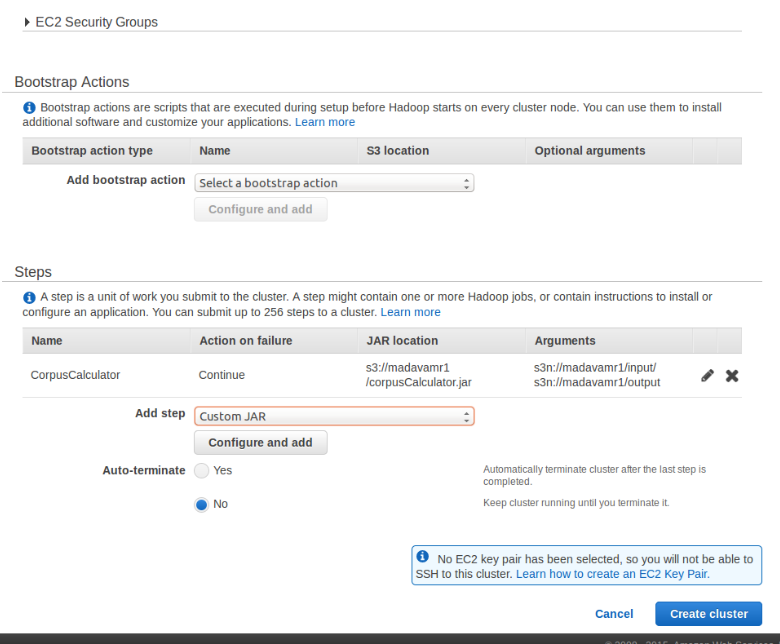 EC2 Security Groups
Bootstrap Actions
Bootstrap actions are scripts that are executed during setup before Hadoop starts on every cluster node. You can use them to install
additional software and customize your applications. Learn more
Bootstrap action type Name S3 location Optional arguments
Add bootstrap action Select a bootstrap action
Configure and add
Steps
A step is a unit of work you submit to the cluster. A step might contain one or more Hadoop jobs, or contain instructions to install or
configure an application. You can submit up to 256 steps to a cluster. Learn more
Name Action on failure JAR location Arguments
CorpusCalculator Continue s3://madavamr1 s3n://madavamr1/input/
/corpusCalculator.jar s3n://madavamr1/output
Add step Custom JAR
Configure and add
Auto-terminate Yes Automatically terminate cluster after the last step is
completed.
No Keep cluster running until you terminate it.
No EC2 key pair has been selected, so you will not be able to
SSH to this cluster. Learn how to create an EC2 Key Pair.
Cancel Create cluster